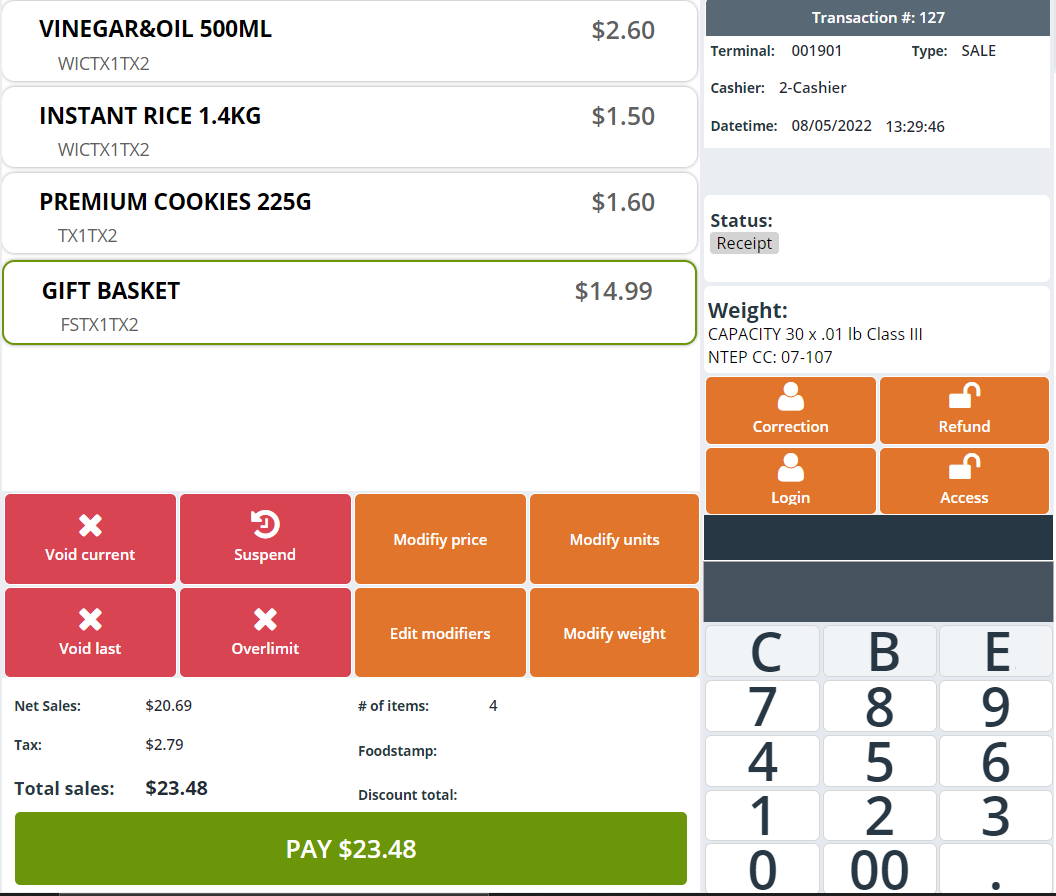 VINEGAR&OIL 500ML $2.60
WICTX1TX2
INSTANT RICE 1.4KG $1.50
WICTX1TX2
PREMIUM COOKIES 225G $1.60
TX1TX2
GIFT BASKET $14.99
FSTX1TX2
Void current
Suspend
Modifiy price
Modify units
Void last
Overlimit
Edit modifiers
Modify weight
Net Sales: $20.69
# of items: 4
Tax: $2.79
Foodstamp:
Total sales: $23.48
Discount total:
PAY $23.48
Transaction #: 127
Terminal: 001901 Type: SALE
Cashier: 2-Cashier
Datetime: 08/05/2022 13:29:46
Status:
Receipt
Weight:
CAPACITY 30 x .01 lb Class III
NTEP CC: 07-107
Correction
Refund
Login
Access
C B E
7 8 9
4 5 6
1 2 3
0 00 .